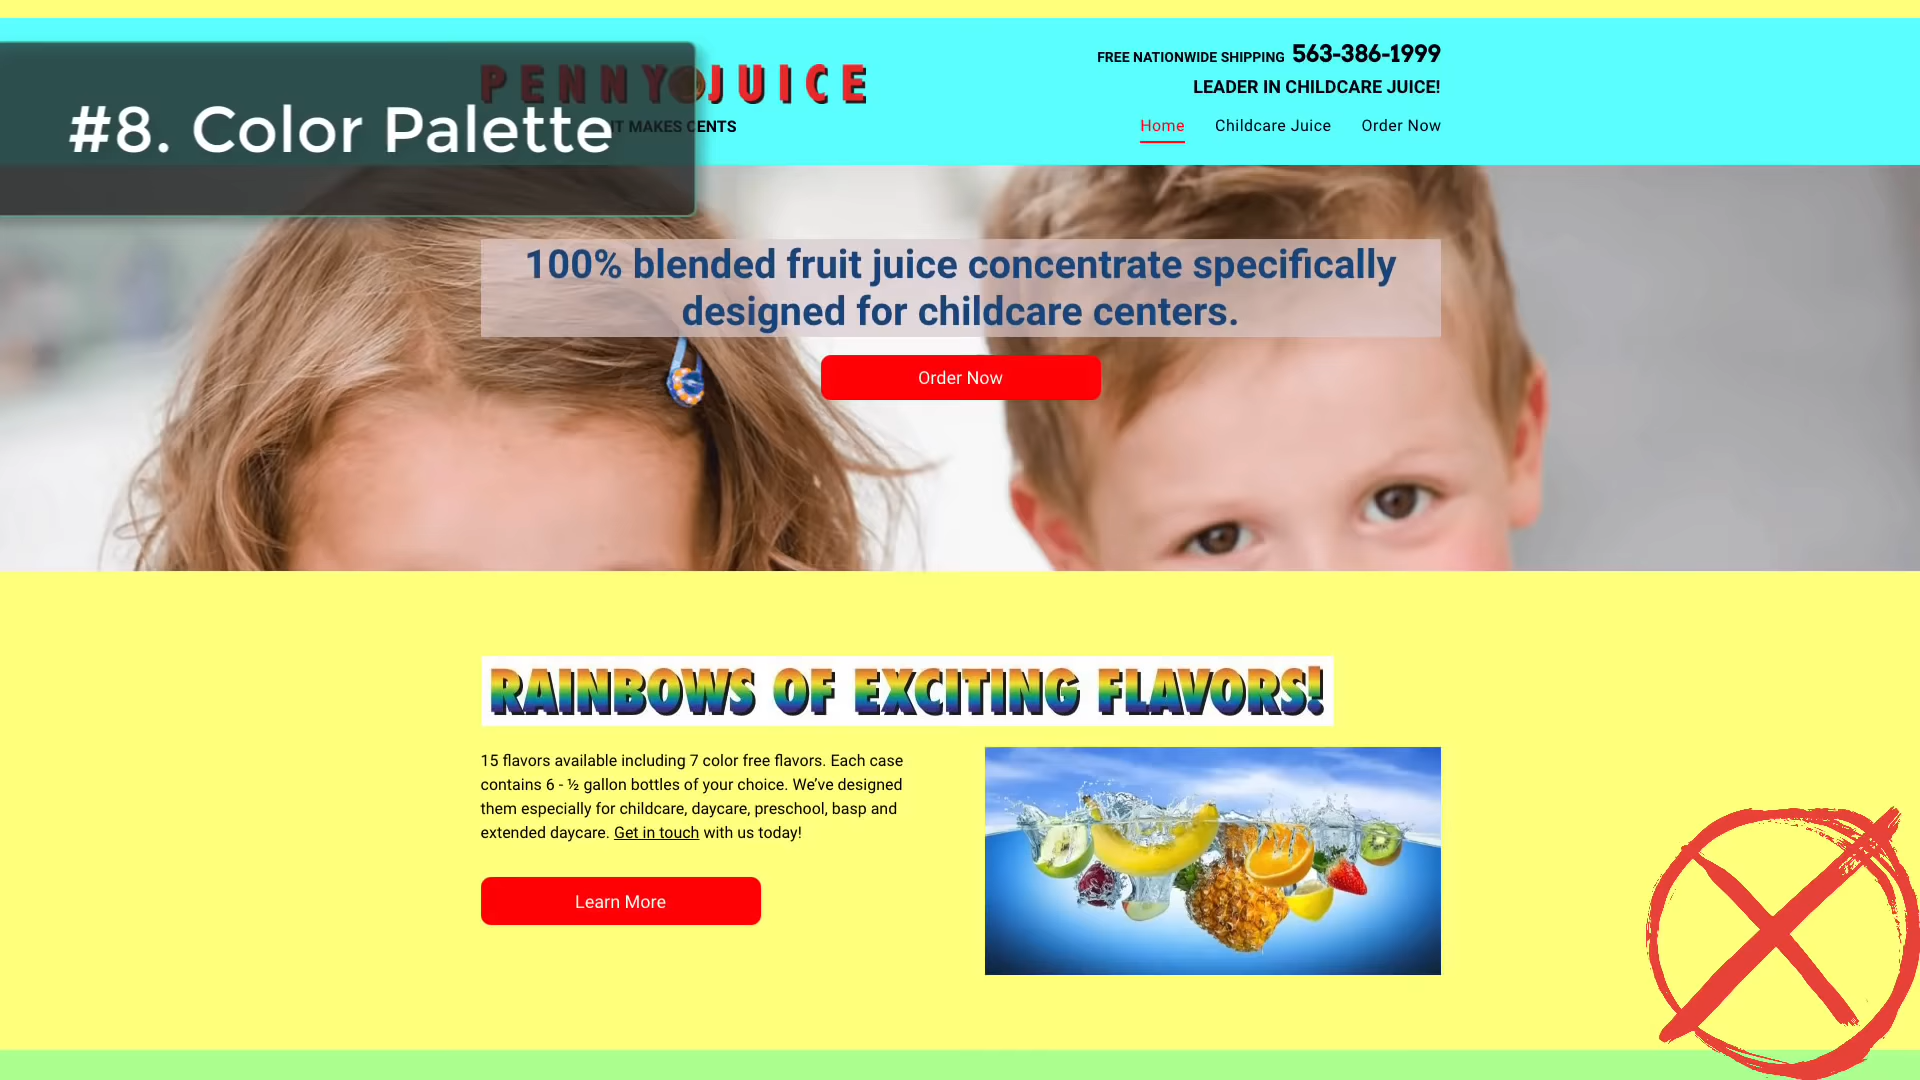 #8. Color Palette
PENNY JUICE
IT MAKES CENTS
FREE NATIONWIDE SHIPPING 563-386-1999
LEADER IN CHILDCARE JUICE!
Home Childcare Juice Order Now
100% blended fruit juice concentrate specifically
designed for childcare centers.
Order Now
RAINBOWS OF EXCITING FLAVORS!
15 flavors available including 7 color free flavors. Each case
contains 6 - ½ gallon bottles of your choice. We’ve designed
them especially for childcare, daycare, preschool, basp and
extended daycare. Get in touch with us today!
Learn More